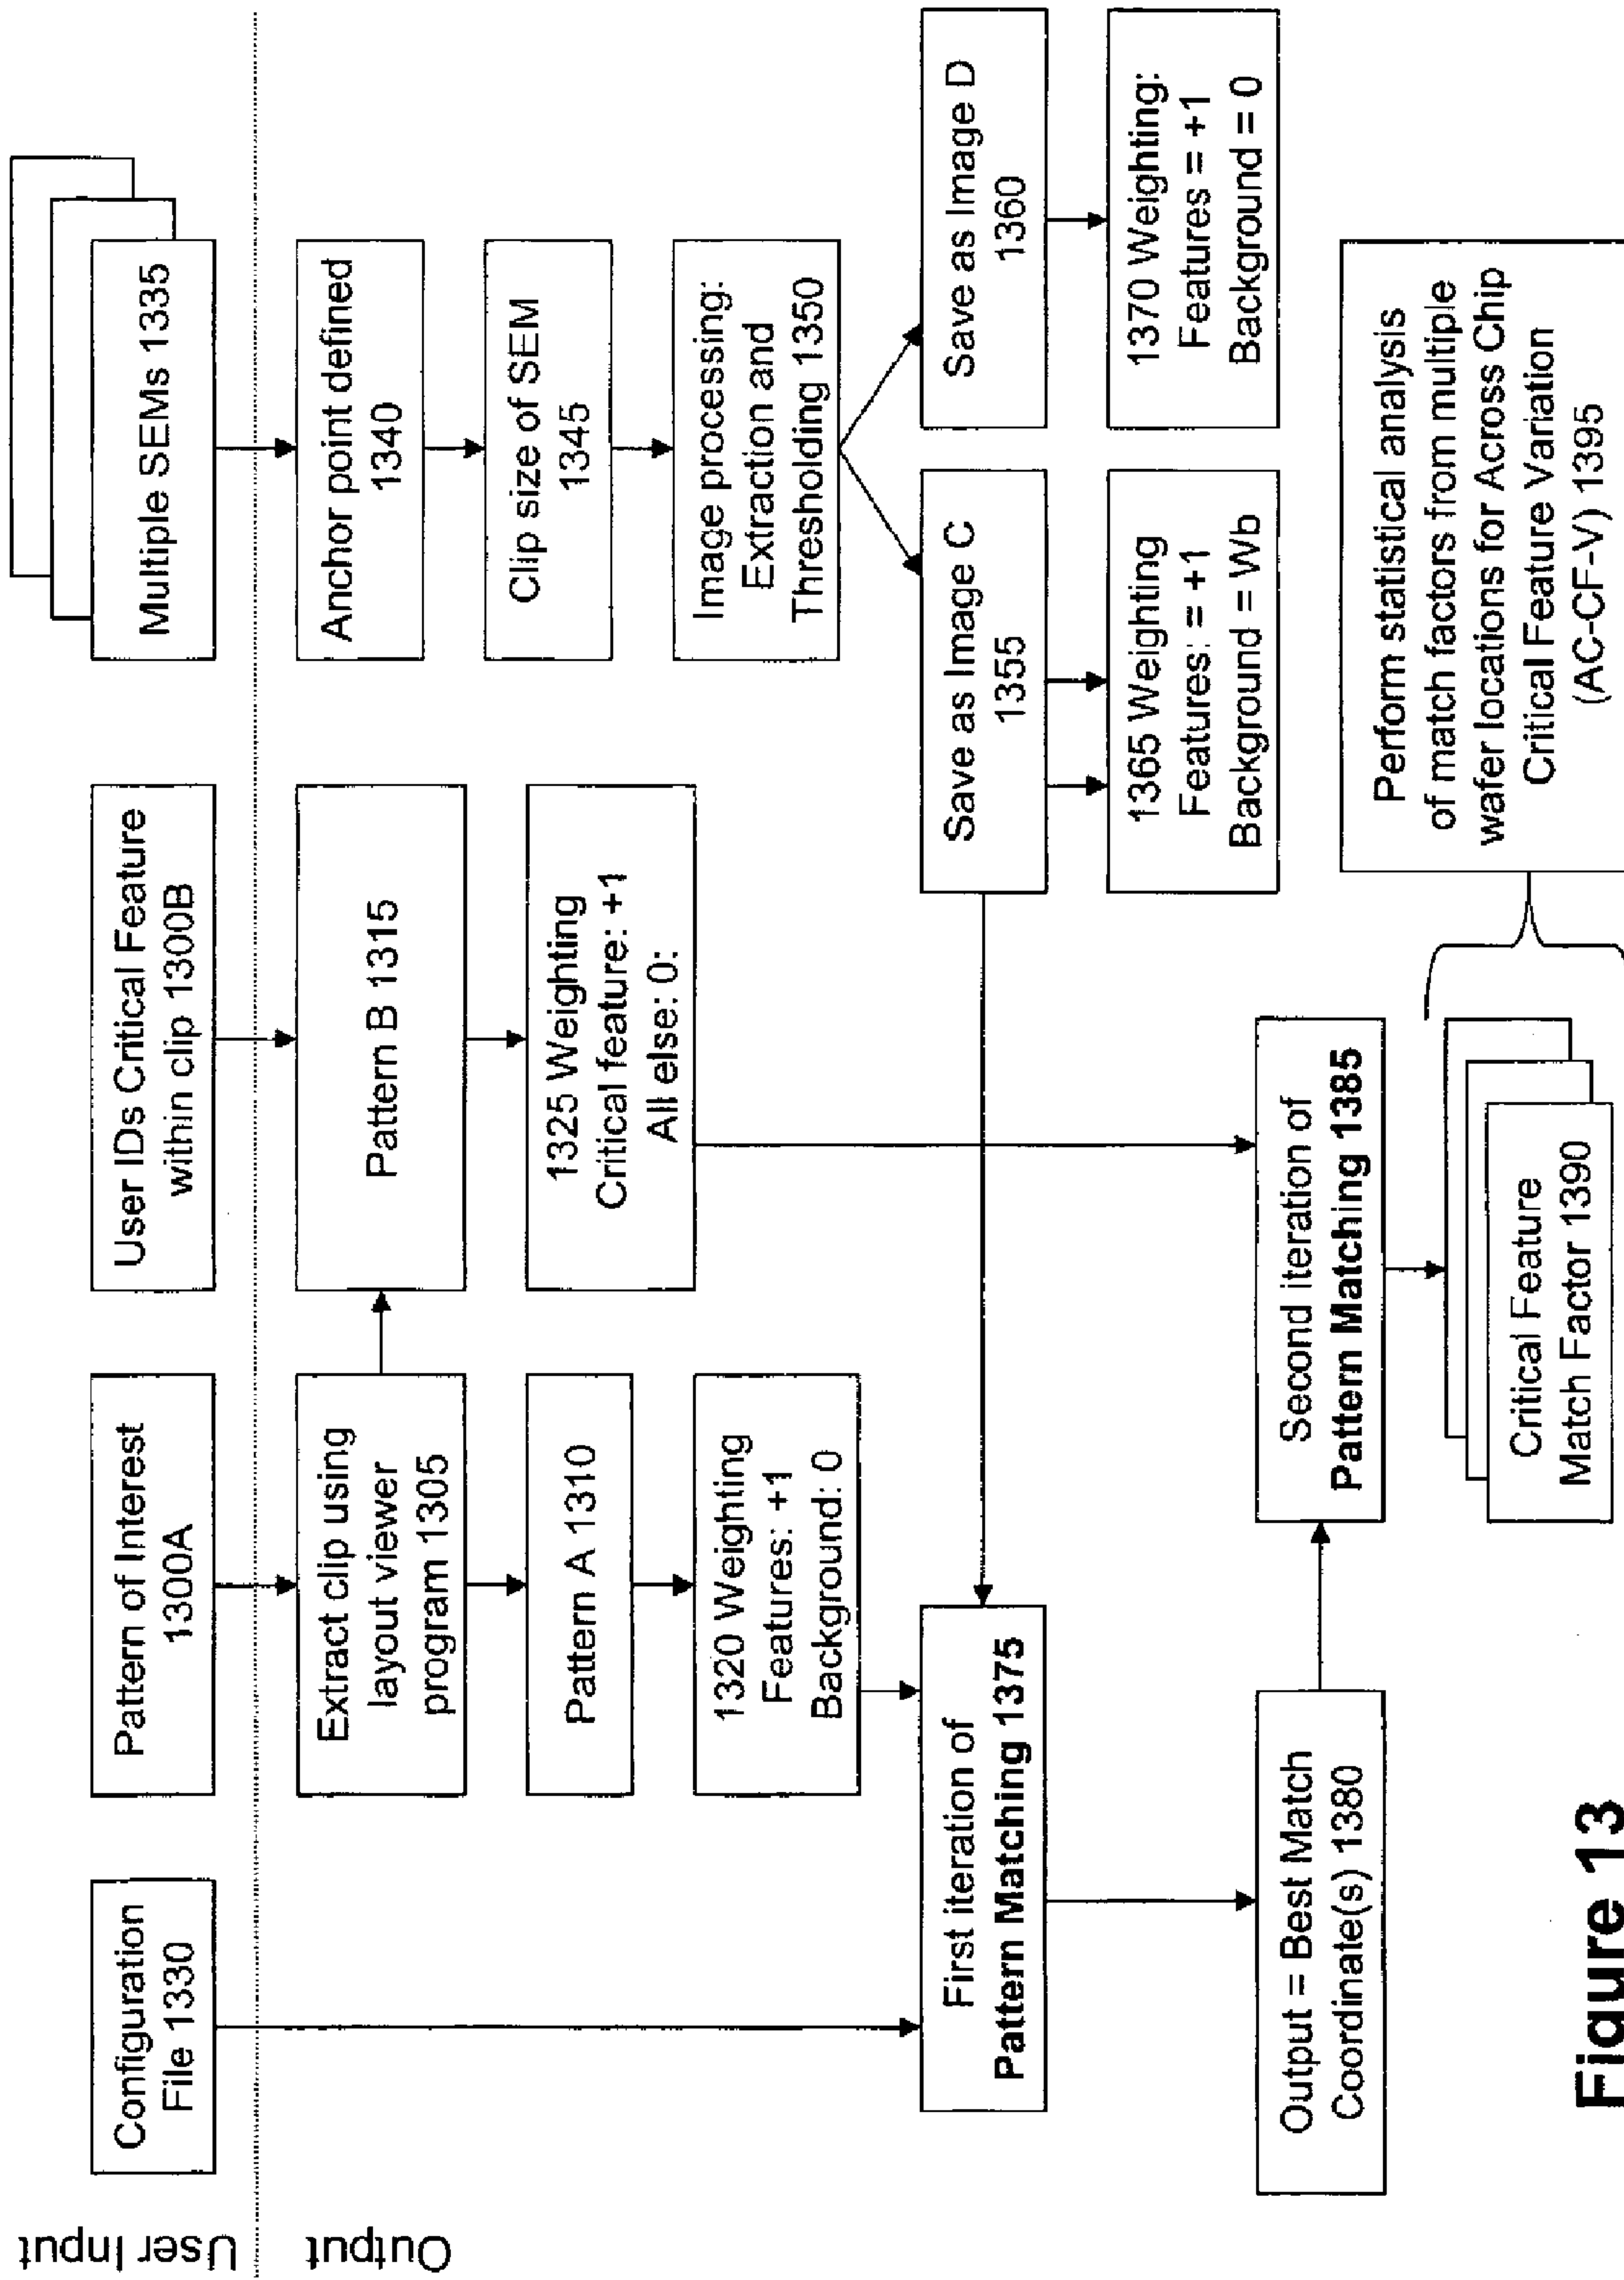 User Input
Output
Configuration
File 1330
Pattern of Interest
1300A
User IDs Critical Feature
within clip 1300B
Multiple SEMs 1335
Extract clip using
layout viewer
program 1305
Pattern B 1315
Anchor point defined
1340
Pattern A 1310
1325 Weighting
Critical feature: +1
All else: 0:
Clip size of SEM
1345
1320 Weighting
Features: +1
Background: 0
Image processing:
Extraction and
Thresholding 1350
First iteration of
Pattern Matching 1375
Save as Image C
1355
Save as Image D
1360
1365 Weighting
Features: = +1
Background = Wb
1370 Weighting:
Features = +1
Background = 0
Output = Best Match
Coordinate(s) 1380
Second iteration of
Pattern Matching 1385
Critical Feature
Match Factor 1390
Perform statistical analysis
of match factors from multiple
wafer locations for Across Chip
Critical Feature Variation
(AC-CF-V) 1395
Figure 13